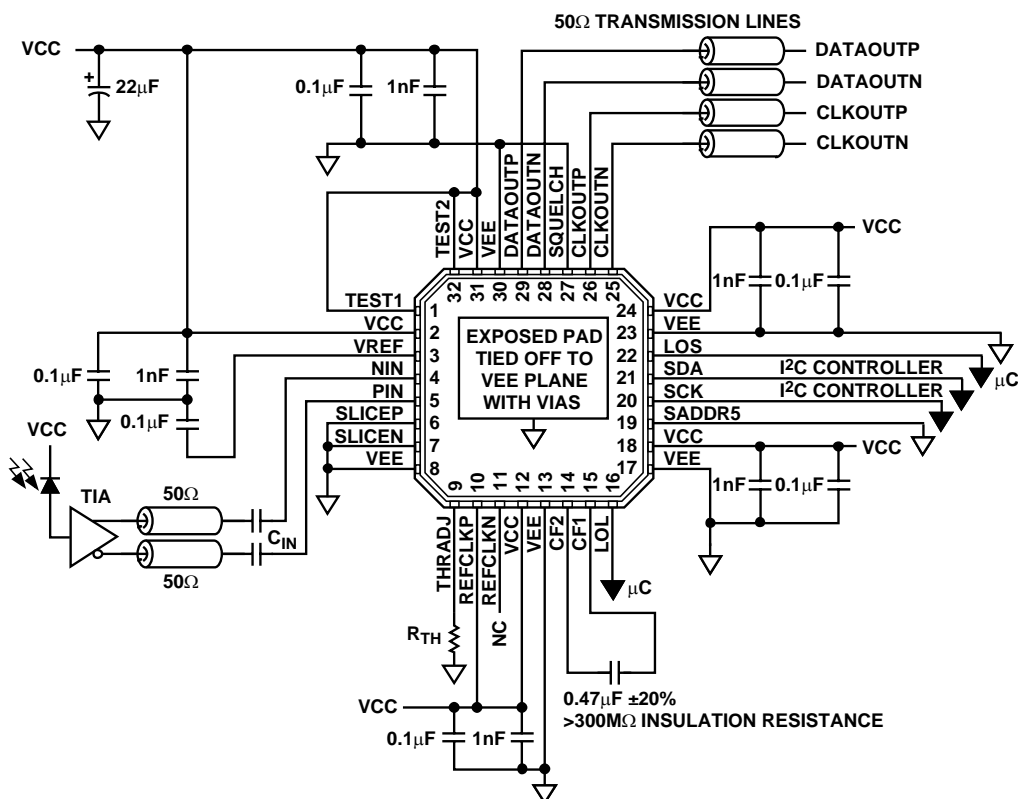 50Ω TRANSMISSION LINES
VCC
DATAOUTP
DATAOUTN
CLKOUTP
CLKOUTN
+
22μF
0.1μF
1nF
TEST2
VCC
VEE
DATAOUTP
DATAOUTN
SQUELCH
CLKOUTP
CLKOUTN
32
31
30
29
28
27
26
25
TEST1
1
VCC
2
VREF
3
NIN
4
PIN
5
SLICEP
6
SLICEN
7
VEE
8
EXPOSED PAD
TIED OFF TO
VEE PLANE
WITH VIAS
24
VCC
23
VEE
22
LOS
21
SDA
I²C CONTROLLER
20
SCK
I²C CONTROLLER
19
SADDR5
18
VCC
17
VEE
VCC
1nF
0.1μF
μC
VCC
1nF
0.1μF
0.1μF
1nF
0.1μF
VCC
TIA
50Ω
50Ω
CIN
9
10
11
12
13
14
15
16
THRADJ
REFCLKP
REFCLKN
VCC
VEE
CF2
CF1
LOL
μC
RTH
NC
0.47μF ±20%
>300MΩ INSULATION RESISTANCE
VCC
0.1μF
1nF